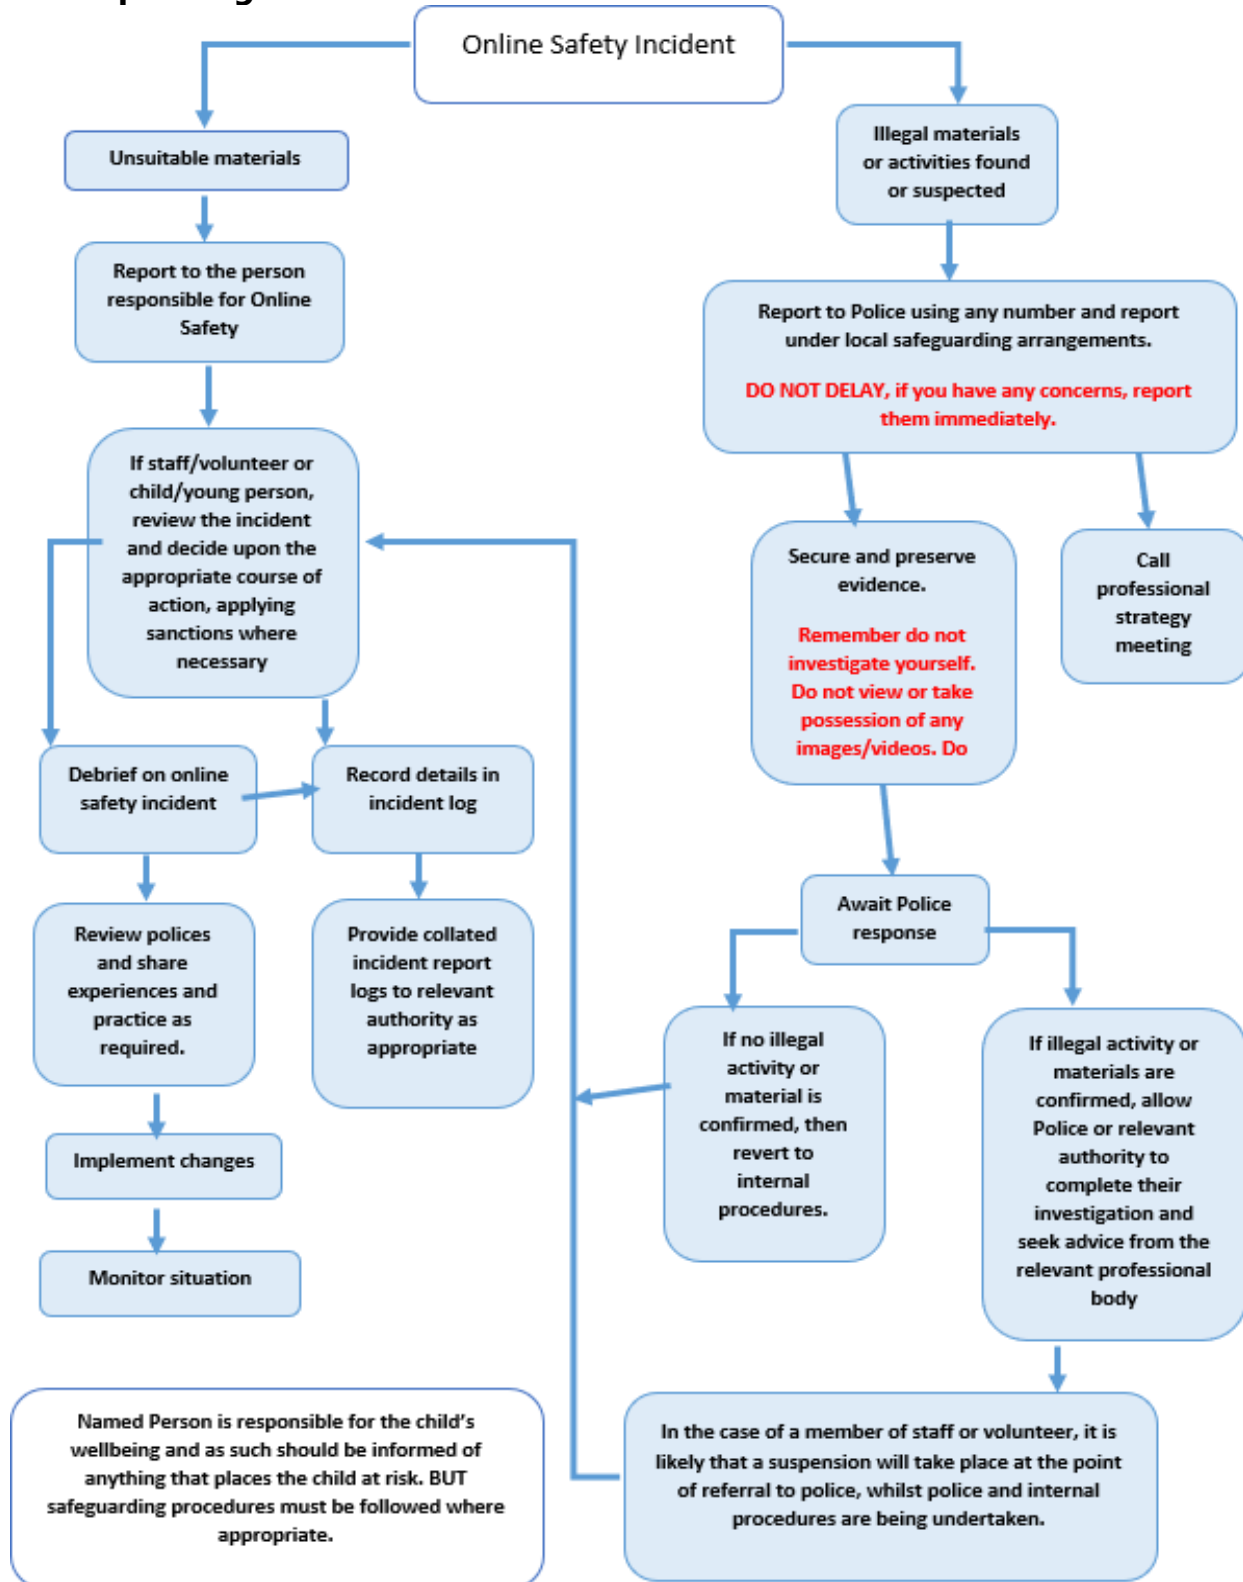 Online Safety Incident
Unsuitable materials
Report to the person
responsible for Online
Safety
If staff/volunteer or
child/young person,
review the incident
and decide upon the
appropriate course of
action, applying
sanctions where
necessary
Debrief on online
safety incident
Record details in
incident log
Review polices
and share
experiences and
practice as
required.
Provide collated
incident report
logs to relevant
authority as
appropriate
Implement changes
Monitor situation
Illegal materials
or activities found
or suspected
Report to Police using any number and report
under local safeguarding arrangements.
DO NOT DELAY, if you have any concerns, report
them immediately.
Secure and preserve
evidence.
Remember do not
investigate yourself.
Do not view or take
possession of any
images/videos. Do
Call
professional
strategy
meeting
Await Police
response
If no illegal
activity or
material is
confirmed, then
revert to
internal
procedures.
If illegal activity or
materials are
confirmed, allow
Police or relevant
authority to
complete their
investigation and
seek advice from the
relevant professional
body
In the case of a member of staff or volunteer, it is
likely that a suspension will take place at the point
of referral to police, whilst police and internal
procedures are being undertaken.
Named Person is responsible for the child’s
wellbeing and as such should be informed of
anything that places the child at risk. BUT
safeguarding procedures must be followed where
appropriate.